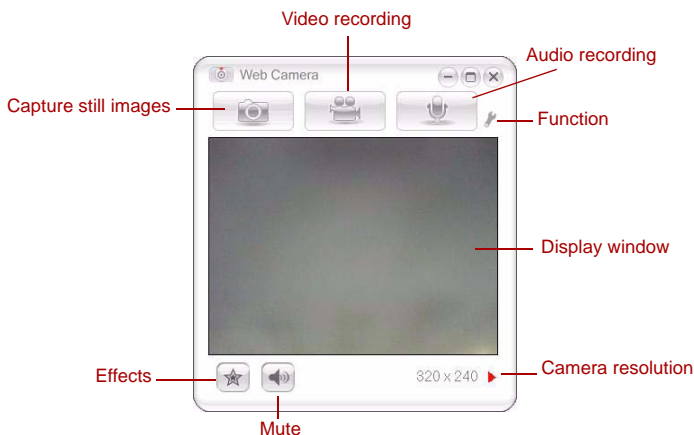 Video recording
Web Camera
Audio recording
Capture still images
Function
Display window
Effects
320 x 240
Camera resolution
Mute